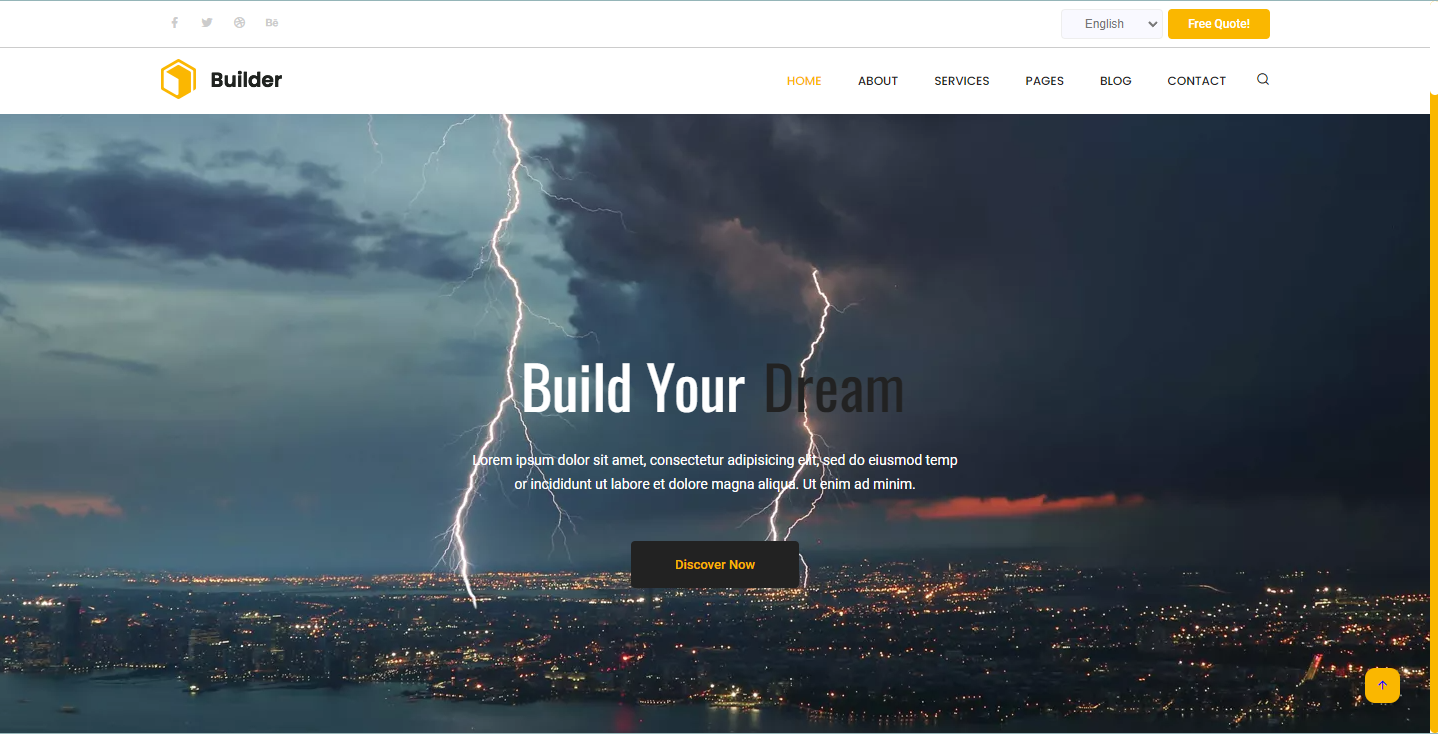 Bē
English
Free Quote!
Builder
HOME ABOUT SERVICES PAGES BLOG CONTACT
Build Your Dream
Lorem ipsum dolor sit amet, consectetur adipisicing elit, sed do eiusmod temp
or incididunt ut labore et dolore magna aliqua. Ut enim ad minim.
Discover Now